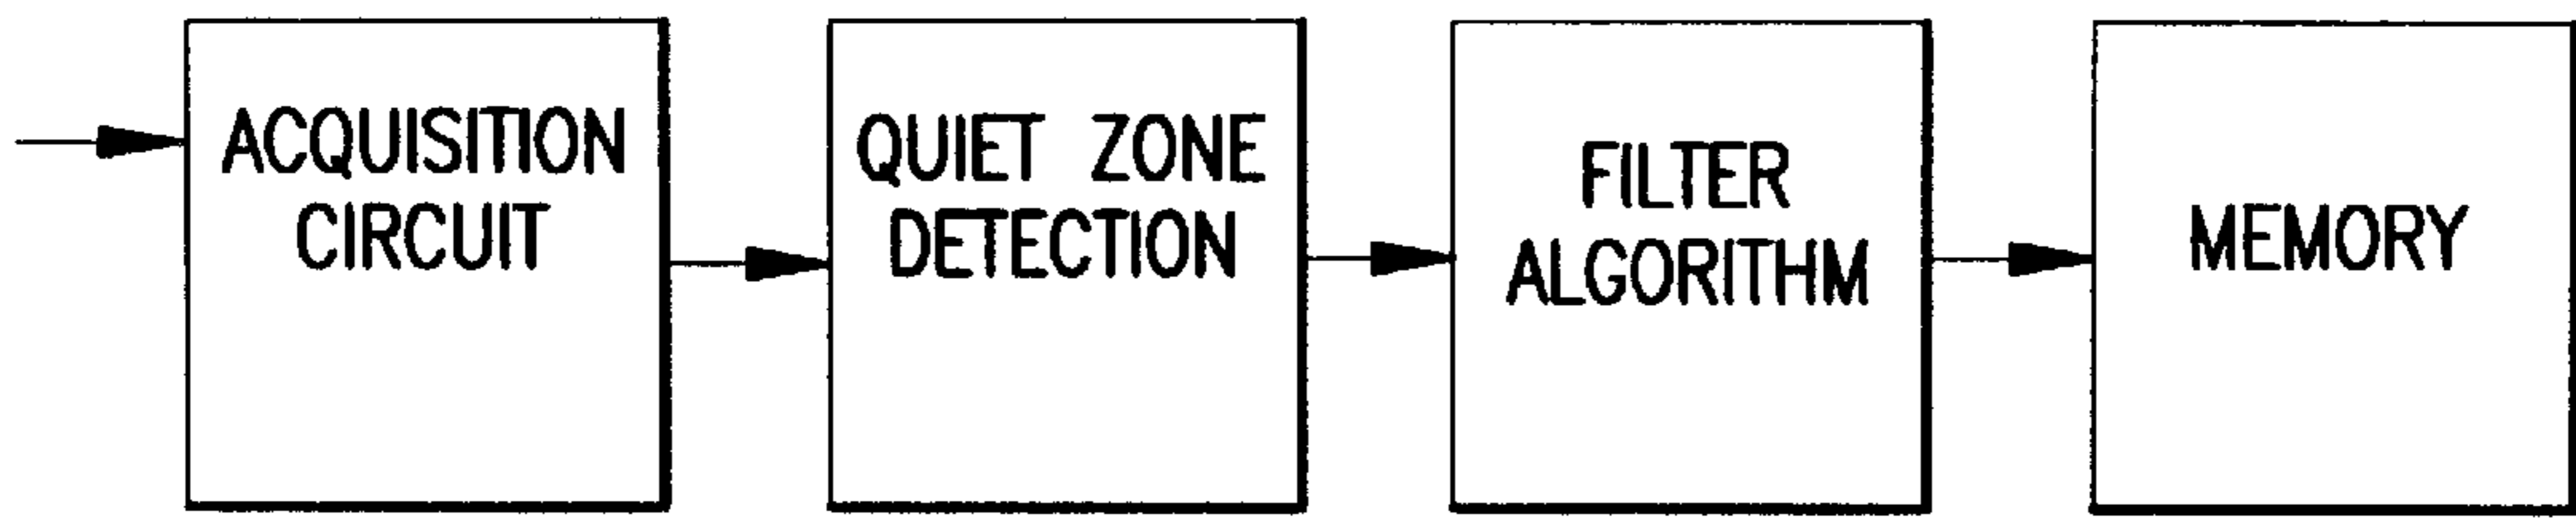 ACQUISITION
CIRCUIT
QUIET ZONE
DETECTION
FILTER
ALGORITHM
MEMORY